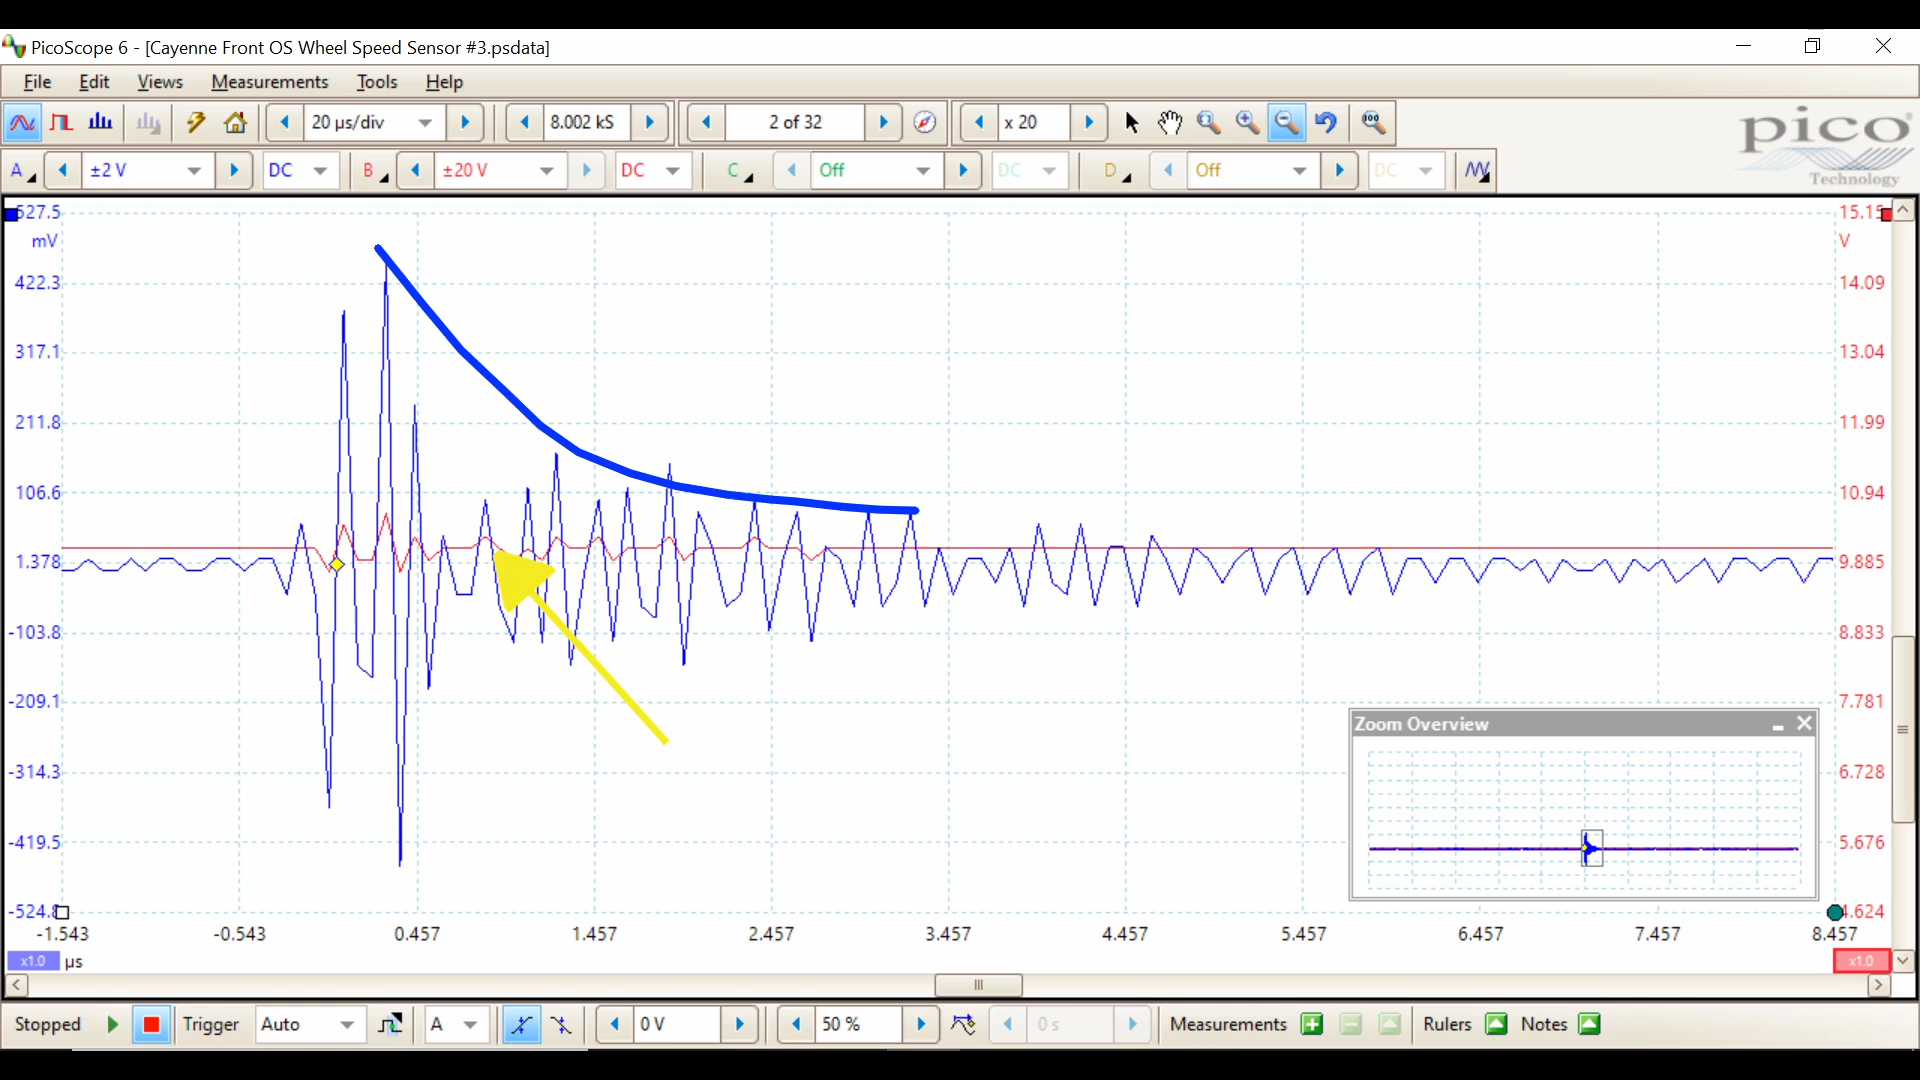 PicoScope 6 - [Cayenne Front OS Wheel Speed Sensor #3.psdata]
File Edit Views Measurements Tools Help
20 µs/div 8.002 kS 2 of 32 x 20
pico
Technology
A ±2 V DC B ±20 V DC C Off DC D Off DC
527.5
mV
422.3
317.1
211.8
106.6
1.378
-103.8
-209.1
-314.3
-419.5
-524.8
15.15
V
14.09
13.04
11.99
10.94
9.885
8.833
7.781
6.728
5.676
4.624
Zoom Overview
-1.543 -0.543 0.457 1.457 2.457 3.457 4.457 5.457 6.457 7.457 8.457
x1.0 µs x1.0
Stopped Trigger Auto A 0 V 50 % 0 s Measurements Rulers Notes